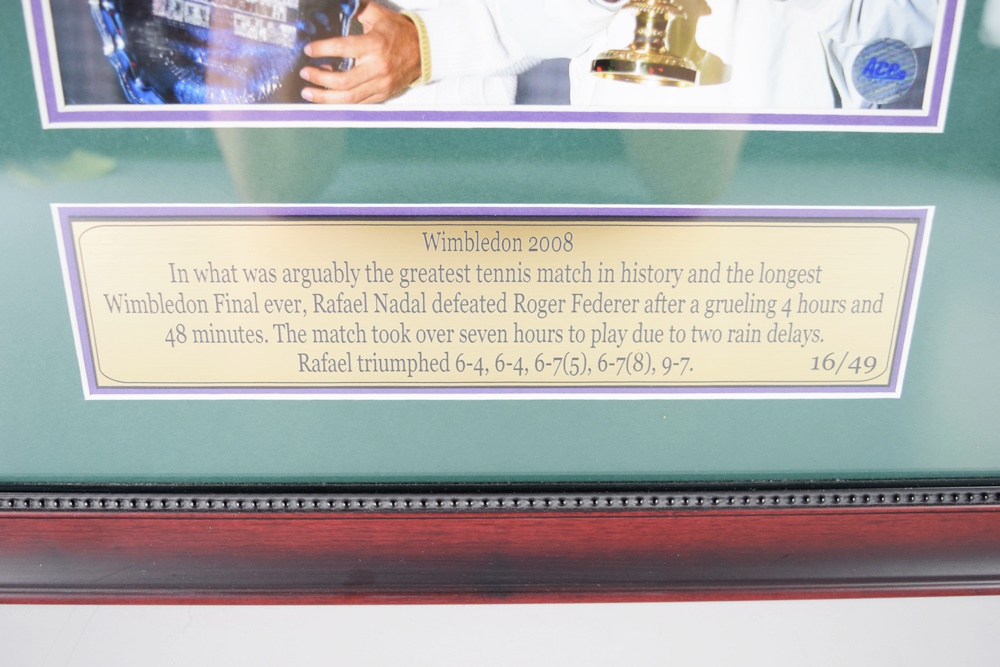 ACEs
Wimbledon 2008
In what was arguably the greatest tennis match in history and the longest
Wimbledon Final ever, Rafael Nadal defeated Roger Federer after a grueling 4 hours and
48 minutes. The match took over seven hours to play due to two rain delays.
Rafael triumphed 6-4, 6-4, 6-7(5), 6-7(8), 9-7. 16/49